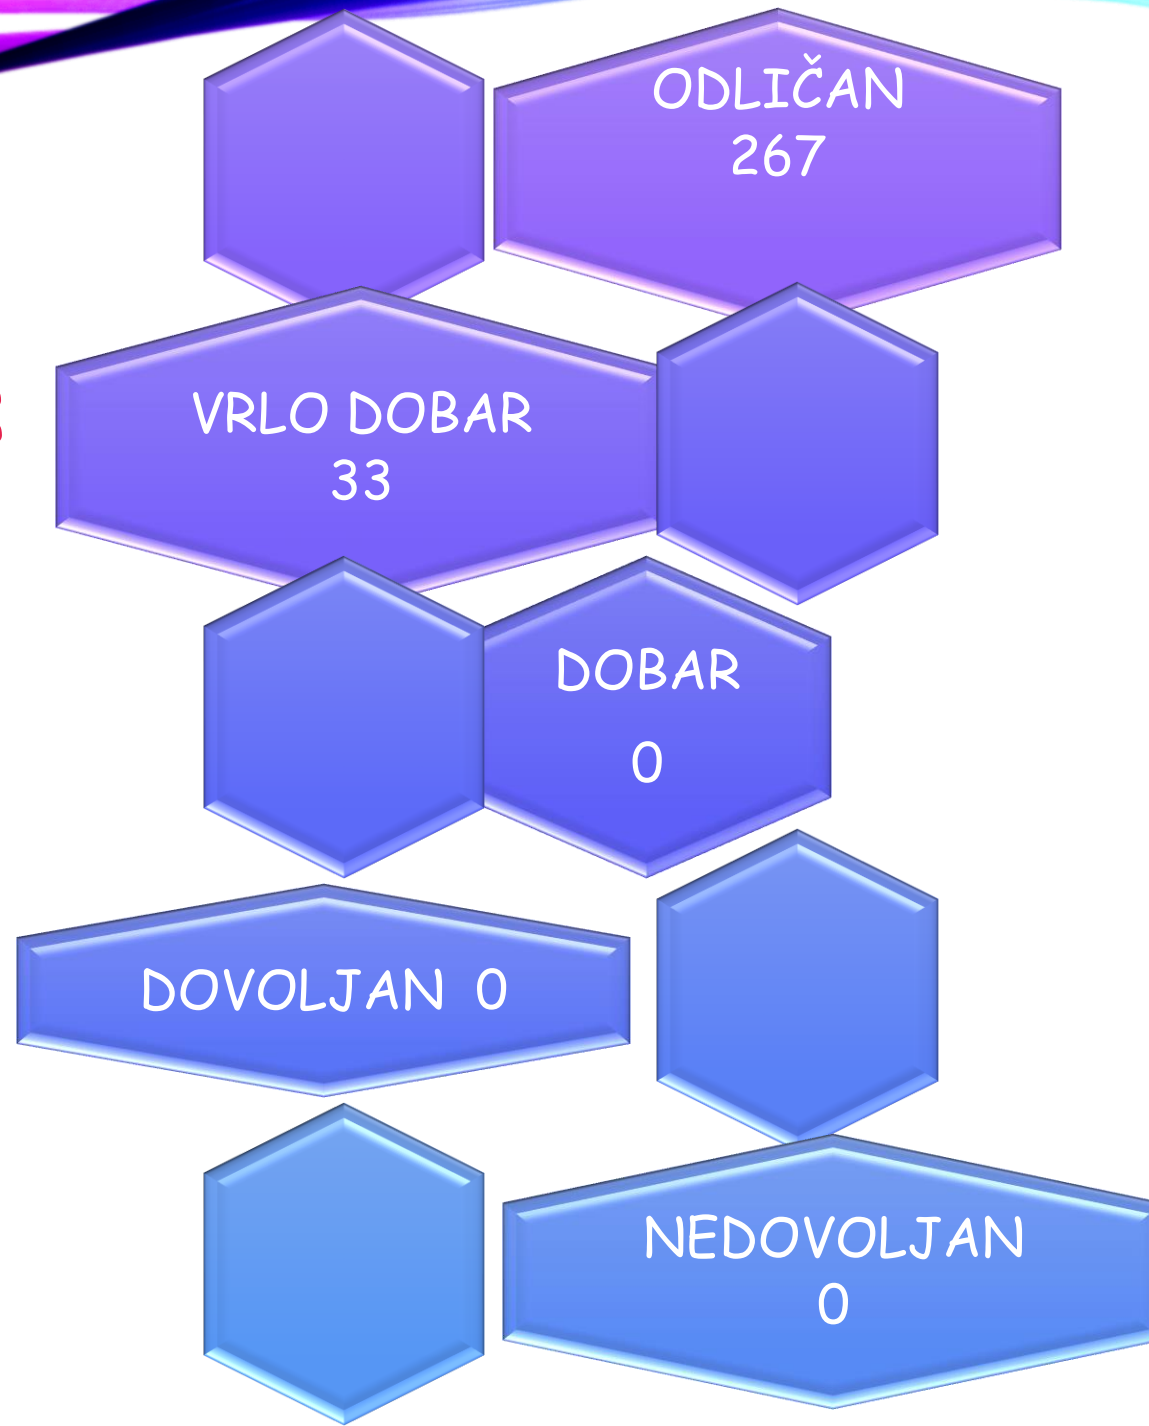 ODLIČAN
267
VRLO DOBAR
33
DOBAR
0
DOVOLJAN 0
NEDOVOLJAN
0